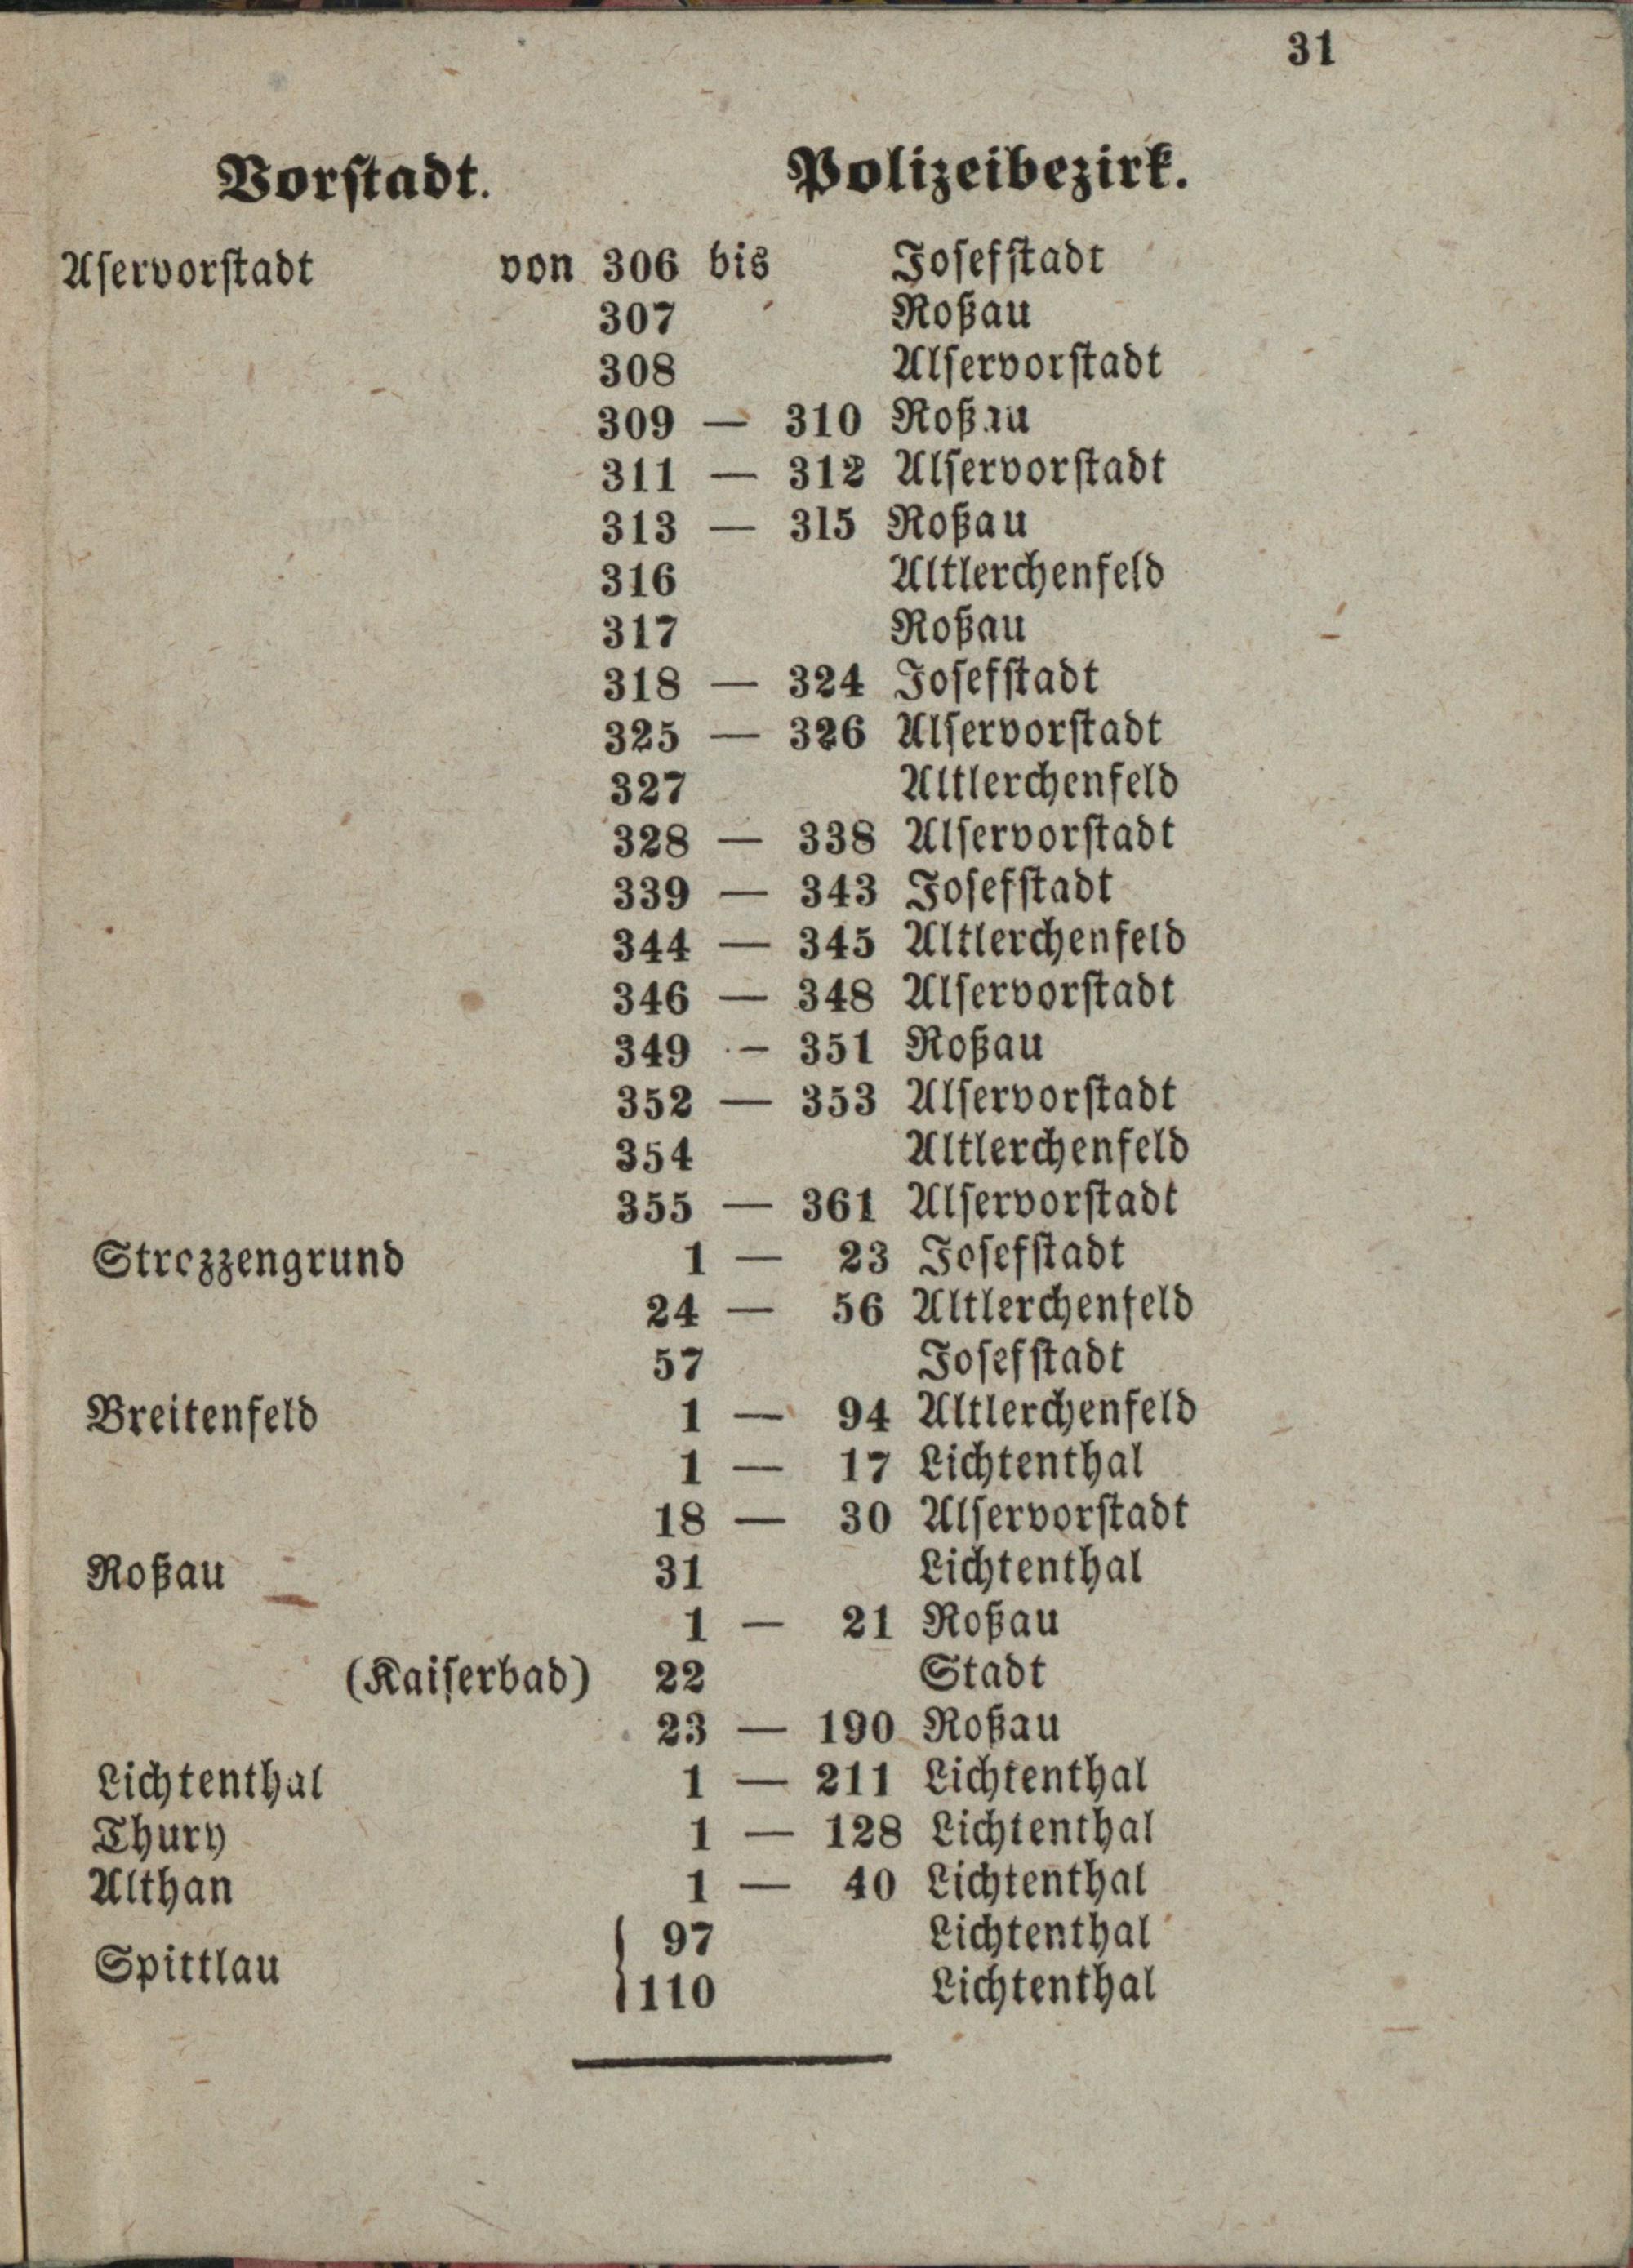 31
Vorstadt. Polizeibezirk.
Aservorstadt von 306 bis Josefstadt
307 Roßau
308 Alservorstadt
309 — 310 Roßau
311 — 312 Alservorstadt
313 — 315 Roßau
316 Altlerchenfeld
317 Roßau
318 — 324 Josefstadt
325 — 326 Alservorstadt
327 Altlerchenfeld
328 — 338 Alservorstadt
339 — 343 Josefstadt
344 — 345 Altlerchenfeld
346 — 348 Alservorstadt
349 — 351 Roßau
352 — 353 Alservorstadt
354 Altlerchenfeld
355 — 361 Alservorstadt
Strozzengrund 1 — 23 Josefstadt
24 — 56 Altlerchenfeld
57 Josefstadt
Breitenfeld 1 — 94 Altlerchenfeld
1 — 17 Lichtenthal
18 — 30 Alservorstadt
Roßau 31 Lichtenthal
1 — 21 Roßau
(Kaiserbad) 22 Stadt
23 — 190 Roßau
Lichtenthal 1 — 211 Lichtenthal
Thury 1 — 128 Lichtenthal
Althan 1 — 40 Lichtenthal
Spittlau { 97 Lichtenthal
110 Lichtenthal